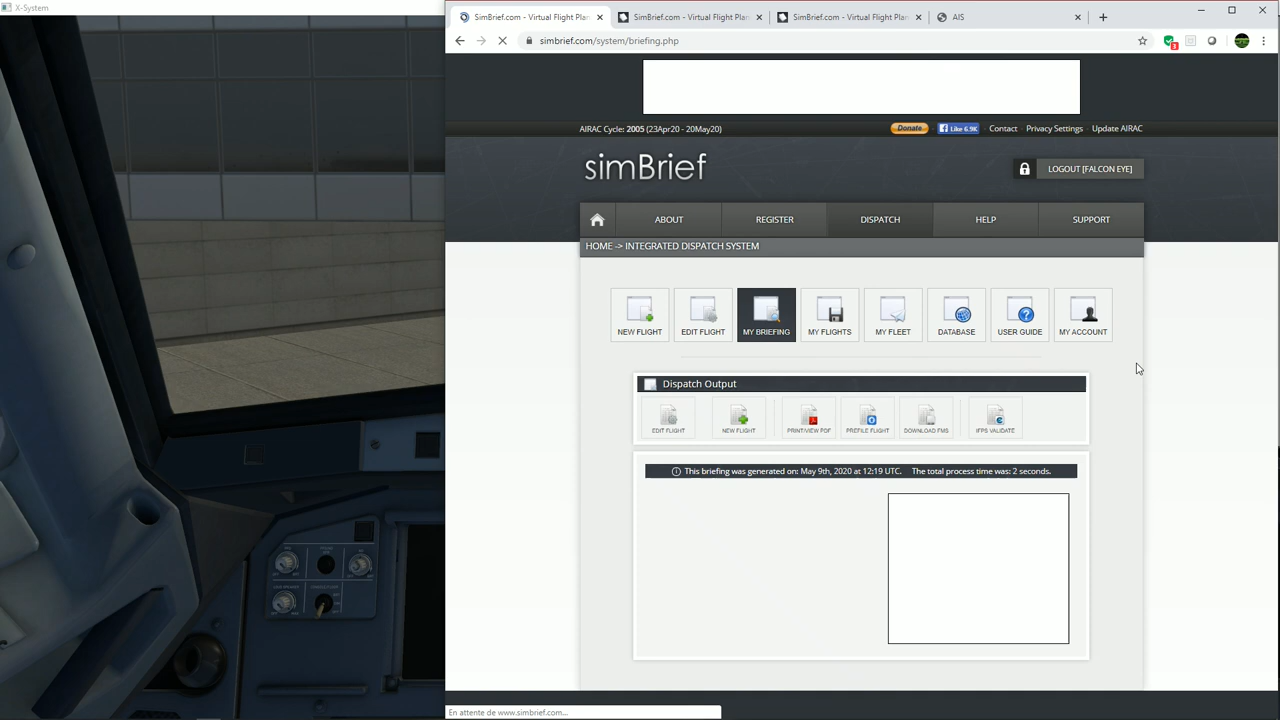 X-System
SimBrief.com - Virtual Flight Plan
SimBrief.com - Virtual Flight Plan
SimBrief.com - Virtual Flight Plan
AIS
simbrief.com/system/briefing.php
3
AIRAC Cycle: 2005 (23Apr20 - 20May20)
Donate
Like 6.9K
Contact
Privacy Settings
Update AIRAC
simBrief
LOGOUT [FALCON EYE]
ABOUT
REGISTER
DISPATCH
HELP
SUPPORT
HOME -> INTEGRATED DISPATCH SYSTEM
NEW FLIGHT
EDIT FLIGHT
MY BRIEFING
MY FLIGHTS
MY FLEET
DATABASE
USER GUIDE
MY ACCOUNT
Dispatch Output
EDIT FLIGHT
NEW FLIGHT
PRINT/VIEW PDF
PREFILE FLIGHT
DOWNLOAD FMS
IFPS VALIDATE
This briefing was generated on: May 9th, 2020 at 12:19 UTC. The total process time was: 2 seconds.
En attente de www.simbrief.com...